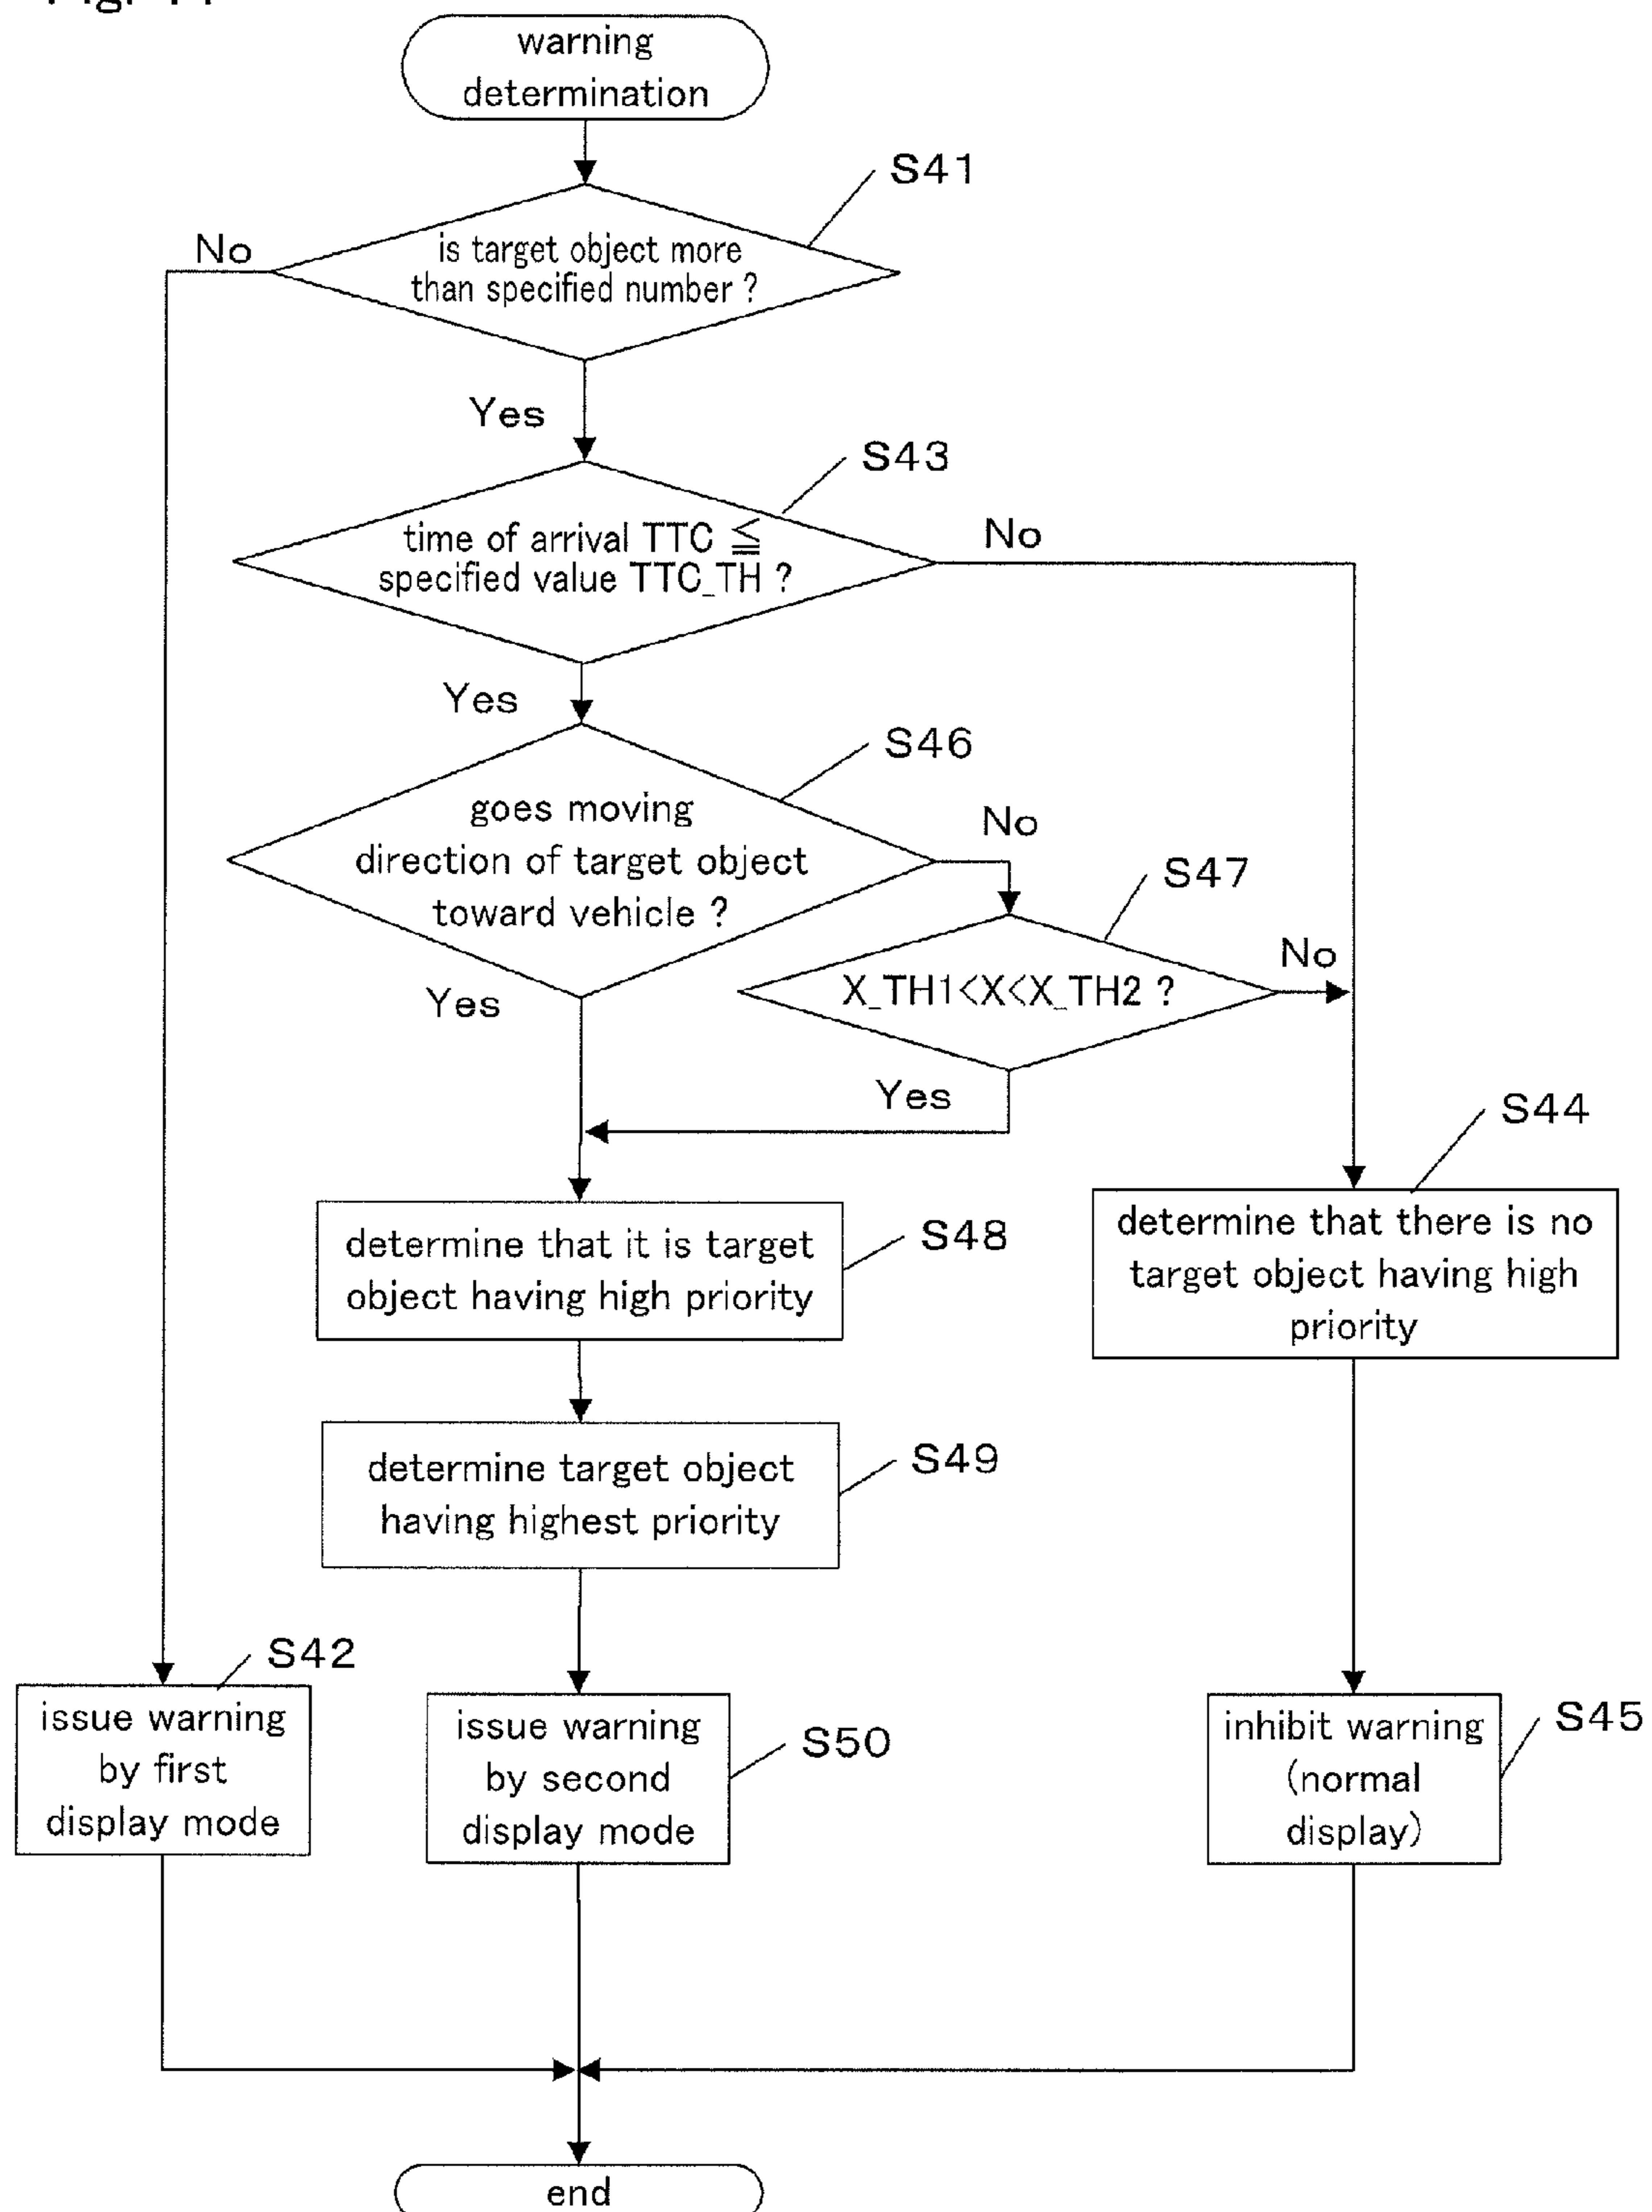 warning
determination
S41
No
is target object more
than specified number ?
Yes
S43
time of arrival TTC ≦
specified value TTC_TH ?
No
Yes
S46
goes moving
direction of target object
toward vehicle ?
No
S47
X_TH1<X<X_TH2 ?
No
Yes
Yes
S44
determine that it is target
object having high priority
S48
determine that there is no
target object having high
priority
determine target object
having highest priority
S49
S42
issue warning
by first
display mode
issue warning
by second
display mode
S50
inhibit warning
(normal
display)
S45
end